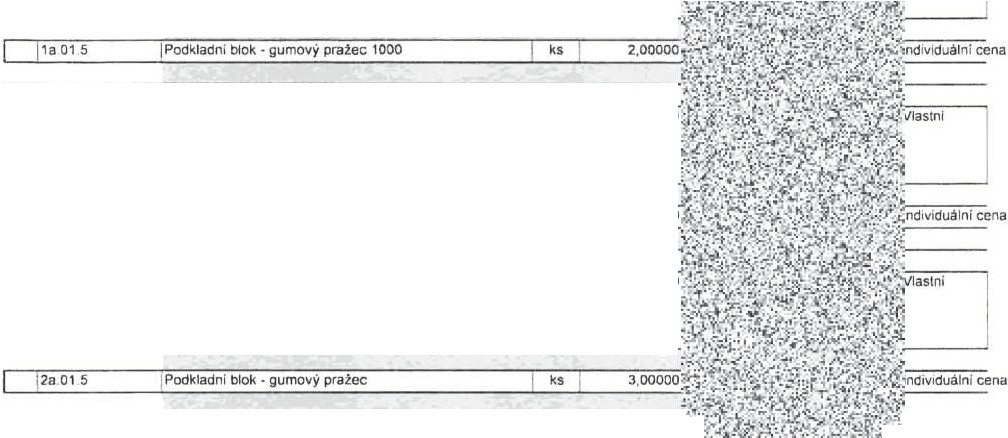 1a.01.5 Podkladní blok - gumový pražec 1000 ks 2,00000 ndividuální cena
Vlastní
ndividuální cena
Vlastní
2a.01.5 Podkladní blok - gumový pražec ks 3,00000 ndividuální cena